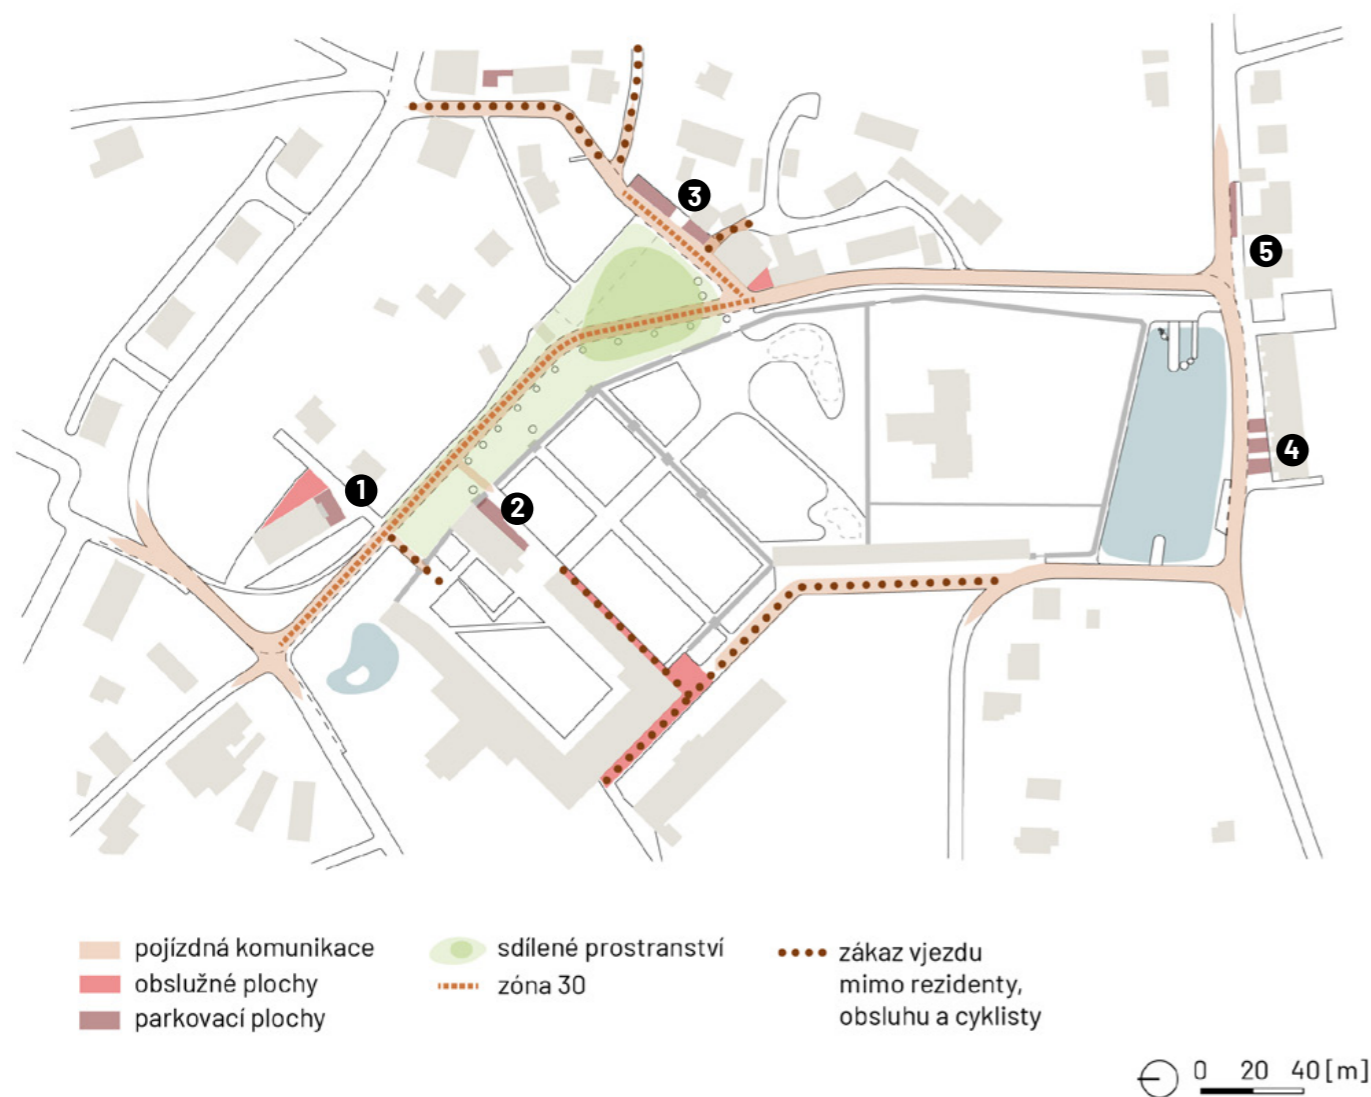 3
5
4
1
2
pojízdná komunikace
obslužné plochy
parkovací plochy
sdílené prostranství
zóna 30
zákaz vjezdu
mimo rezidenty,
obsluhu a cyklisty
0 20 40 [m]